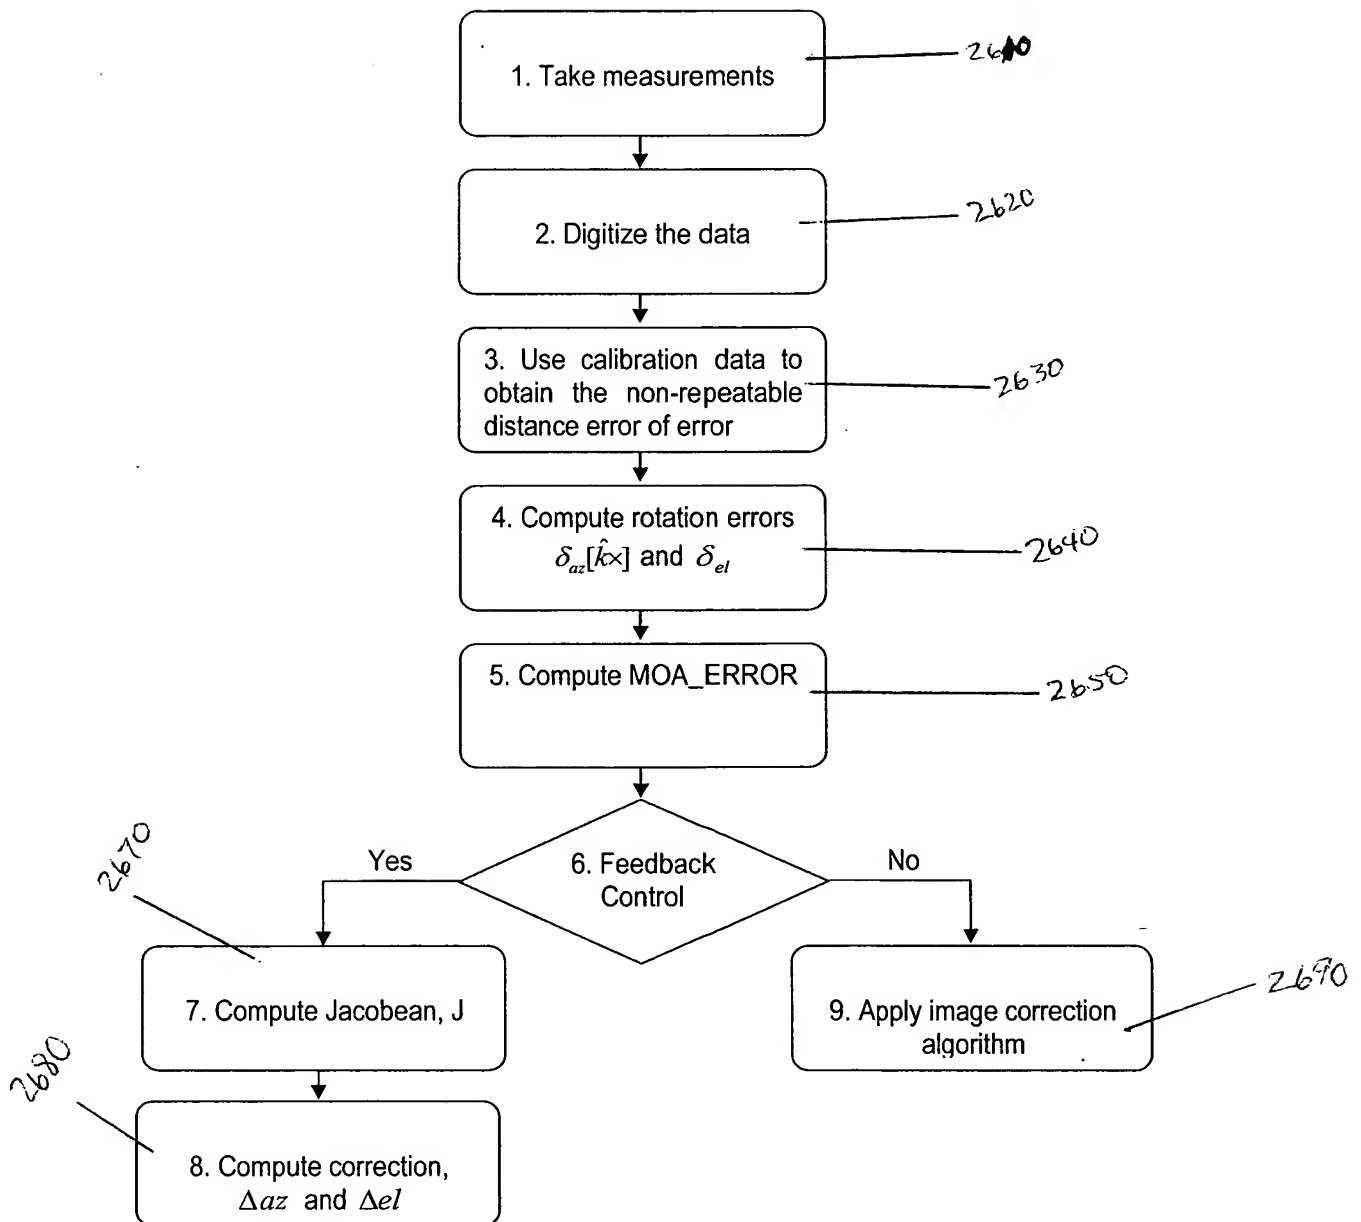 1. Take measurements
2610
2. Digitize the data
2620
3. Use calibration data to
obtain the non-repeatable
distance error of error
2630
4. Compute rotation errors
δ_az[k̂×] and δ_el
2640
5. Compute MOA_ERROR
2650
6. Feedback
Control
Yes
No
2670
7. Compute Jacobean, J
9. Apply image correction
algorithm
2690
2680
8. Compute correction,
Δaz and Δel